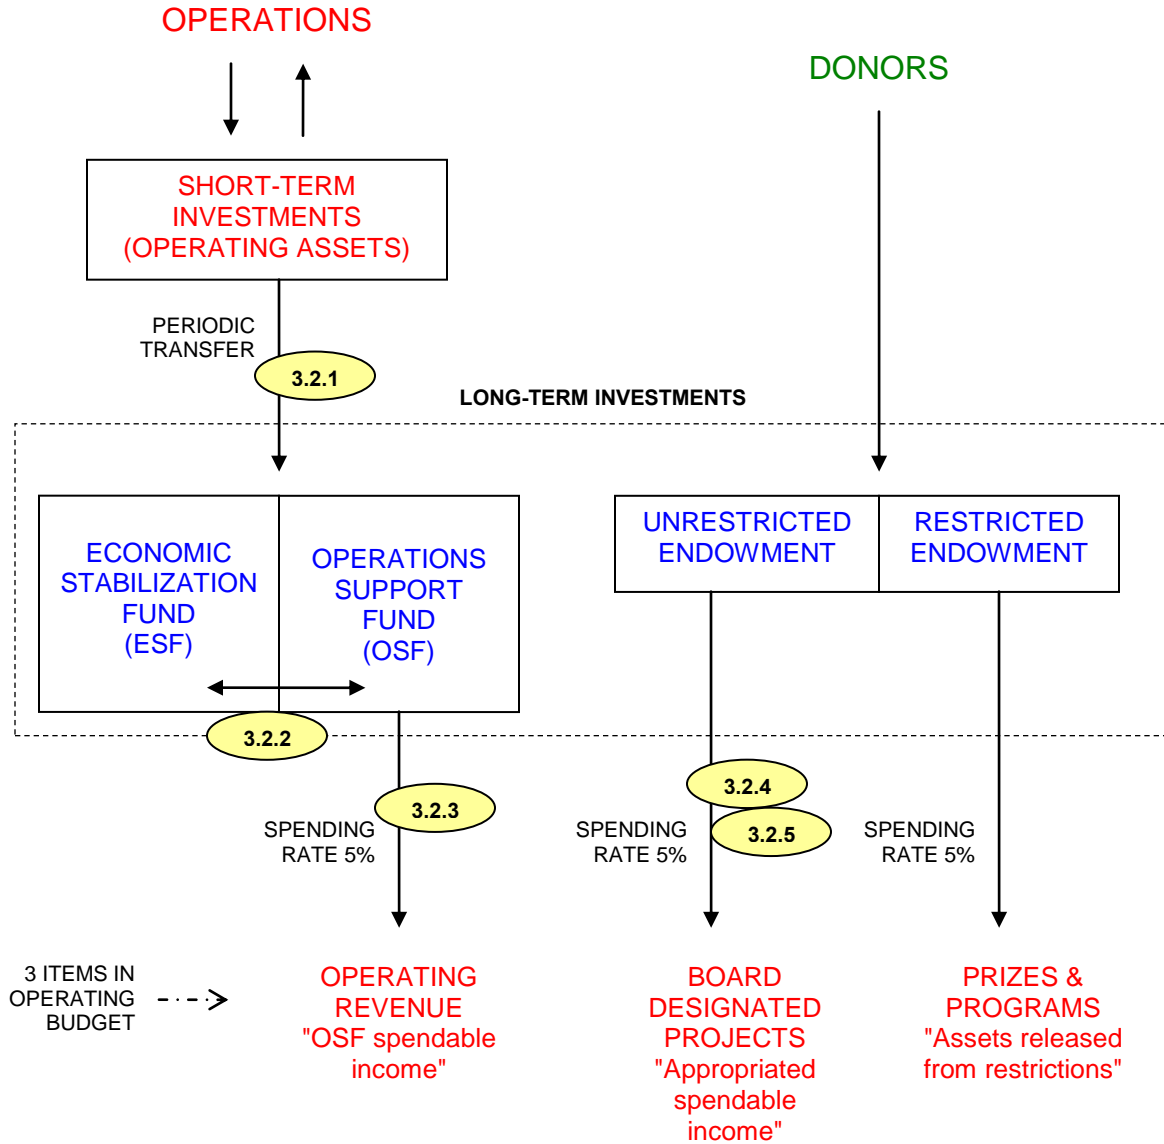 OPERATIONS
DONORS
SHORT-TERM
INVESTMENTS
(OPERATING ASSETS)
PERIODIC
TRANSFER
3.2.1
LONG-TERM INVESTMENTS
ECONOMIC
STABILIZATION
FUND
(ESF)
OPERATIONS
SUPPORT
FUND
(OSF)
UNRESTRICTED
ENDOWMENT
RESTRICTED
ENDOWMENT
3.2.2
3.2.3
SPENDING
RATE 5%
3.2.4
3.2.5
SPENDING
RATE 5%
SPENDING
RATE 5%
3 ITEMS IN
OPERATING
BUDGET
OPERATING
REVENUE
"OSF spendable
income"
BOARD
DESIGNATED
PROJECTS
"Appropriated
spendable
income"
PRIZES &
PROGRAMS
"Assets released
from restrictions"